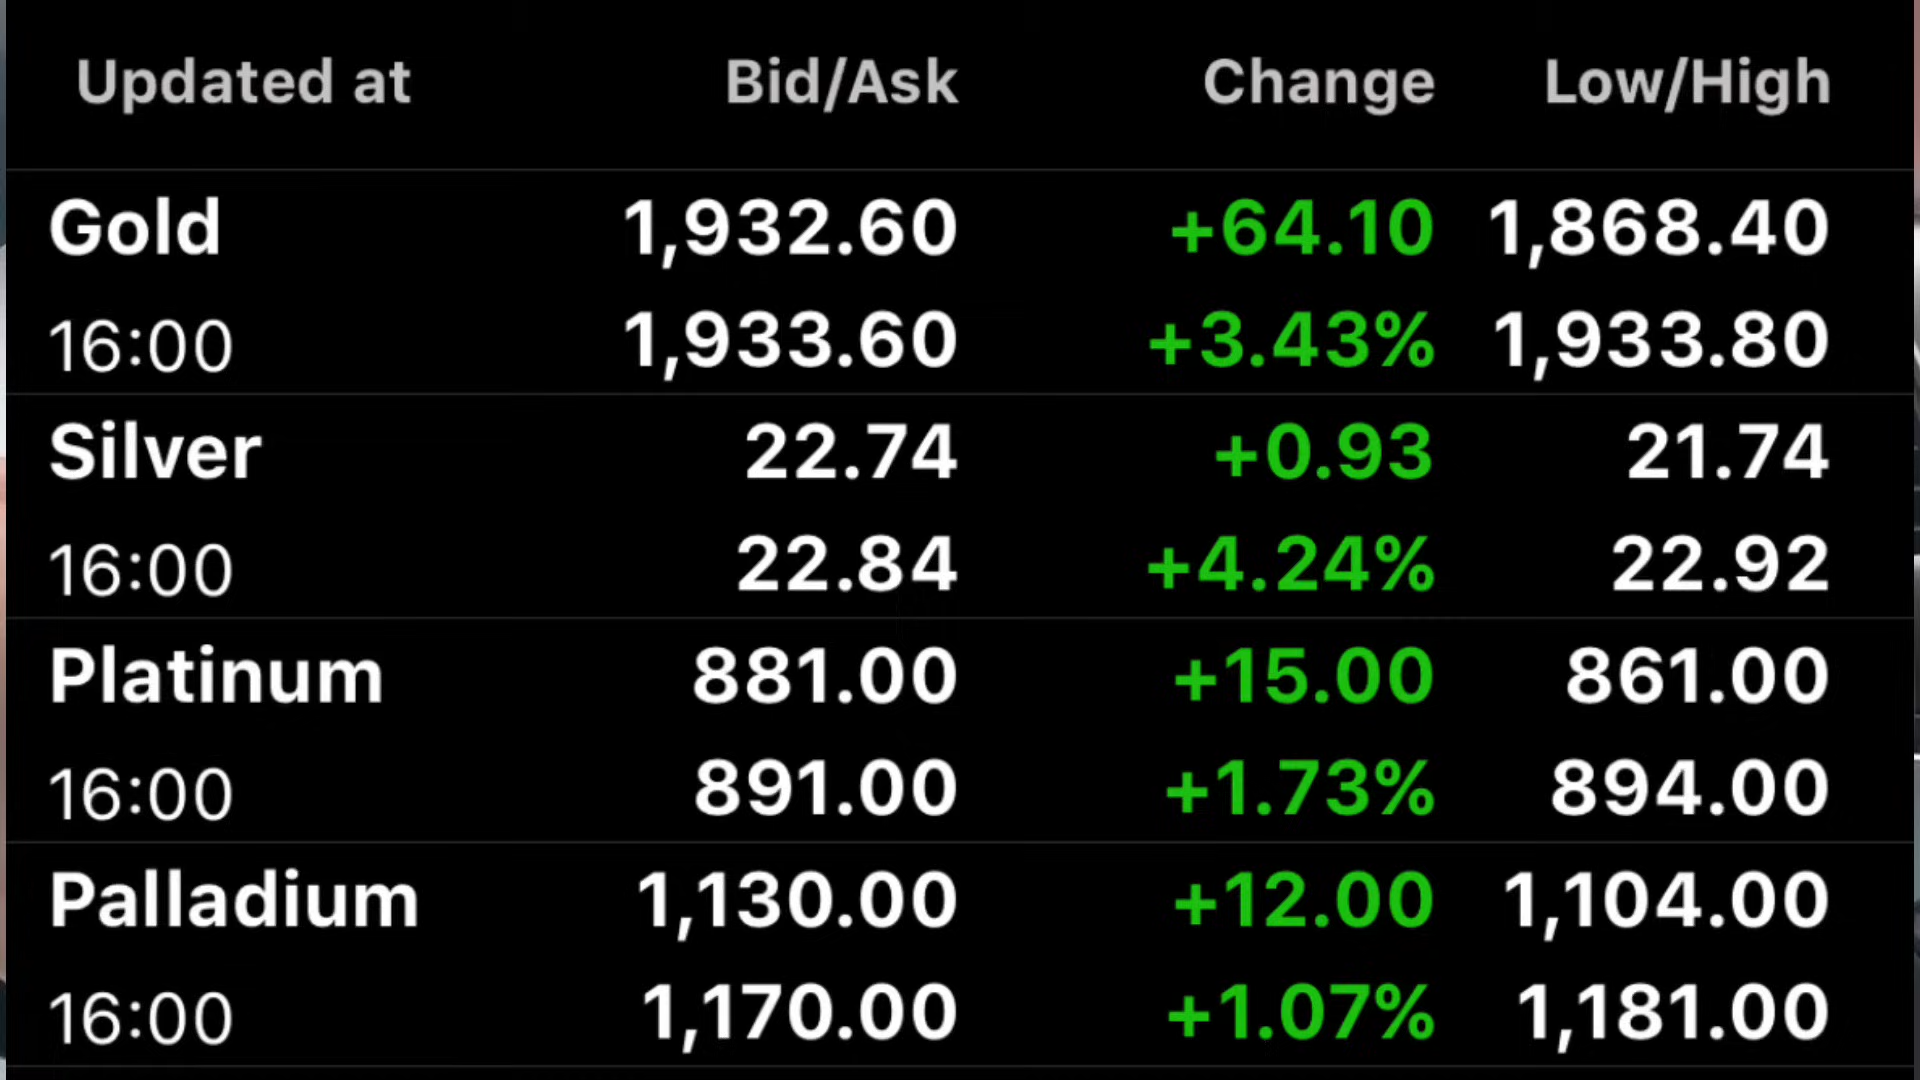 Updated at Bid/Ask Change Low/High
Gold 1,932.60 +64.10 1,868.40
16:00 1,933.60 +3.43% 1,933.80
Silver 22.74 +0.93 21.74
16:00 22.84 +4.24% 22.92
Platinum 881.00 +15.00 861.00
16:00 891.00 +1.73% 894.00
Palladium 1,130.00 +12.00 1,104.00
16:00 1,170.00 +1.07% 1,181.00